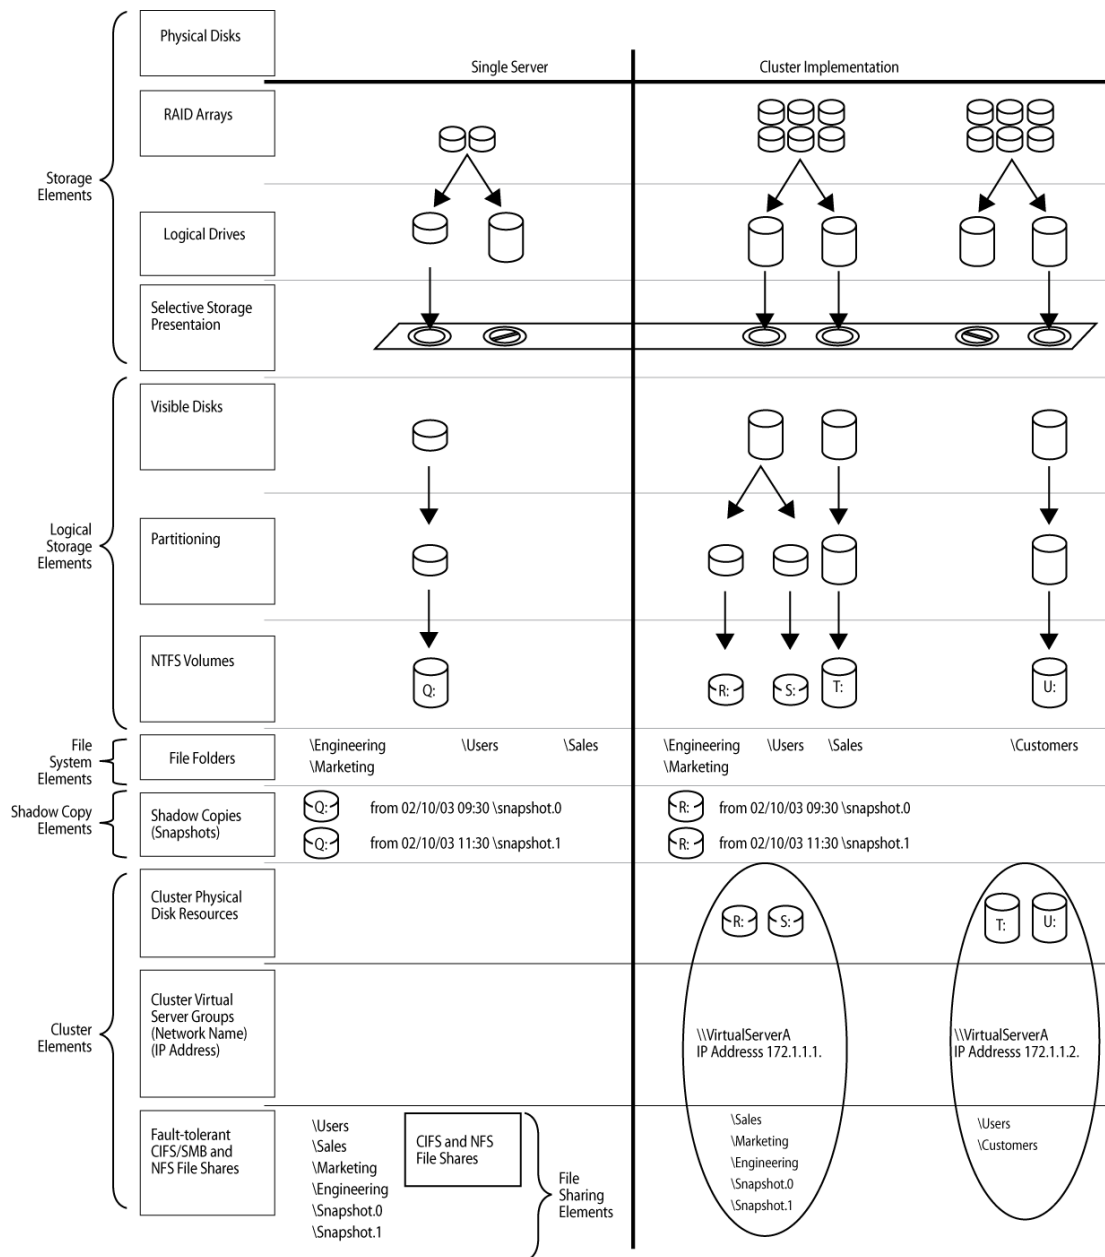 Physical Disks
Single Server
Cluster Implementation
RAID Arrays
Storage
Elements
Logical Drives
Selective Storage
Presentaion
Visible Disks
Logical
Storage
Elements
Partitioning
NTFS Volumes
Q:
R:
S:
T:
U:
File
System
Elements
File Folders
\Engineering
\Marketing
\Users
\Sales
\Engineering
\Marketing
\Users
\Sales
\Customers
Shadow Copy
Elements
Shadow Copies
(Snapshots)
Q:
from 02/10/03 09:30 \snapshot.0
Q:
from 02/10/03 11:30 \snapshot.1
R:
from 02/10/03 09:30 \snapshot.0
R:
from 02/10/03 11:30 \snapshot.1
Cluster
Elements
Cluster Physical
Disk Resources
R:
S:
T:
U:
Cluster Virtual
Server Groups
(Network Name)
(IP Address)
\\VirtualServerA
IP Addresss 172.1.1.1.
\\VirtualServerA
IP Addresss 172.1.1.2.
Fault-tolerant
CIFS/SMB and
NFS File Shares
\Users
\Sales
\Marketing
\Engineering
\Snapshot.0
\Snapshot.1
CIFS and NFS
File Shares
File
Sharing
Elements
\Sales
\Marketing
\Engineering
\Snapshot.0
\Snapshot.1
\Users
\Customers